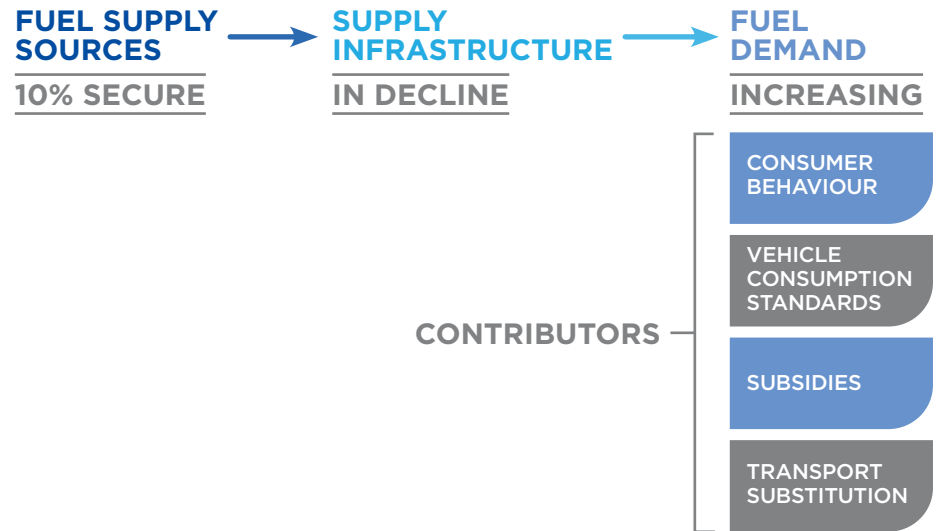 FUEL SUPPLY
SOURCES
10% SECURE
SUPPLY
INFRASTRUCTURE
IN DECLINE
FUEL
DEMAND
INCREASING
CONTRIBUTORS
CONSUMER
BEHAVIOUR
VEHICLE
CONSUMPTION
STANDARDS
SUBSIDIES
TRANSPORT
SUBSTITUTION